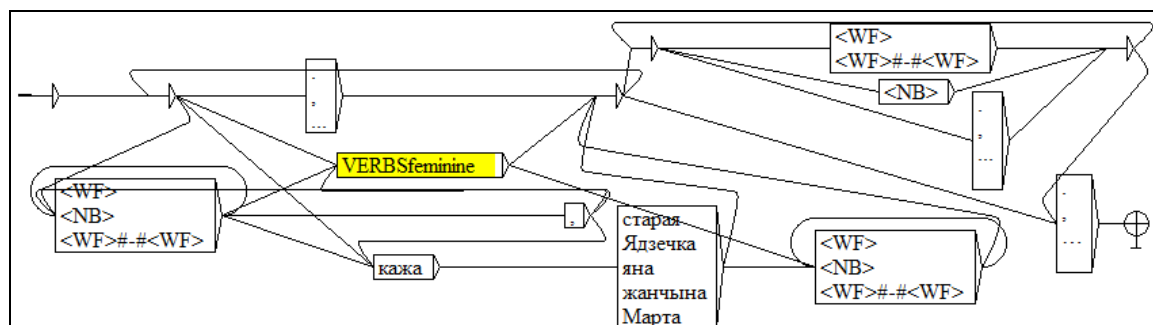 <WF>
<WF>#-#<WF>
<NB>
.
,
...
.
,
...
VERBSfeminine
<WF>
<NB>
<WF>#-#<WF>
,
кажа
старая
Ядзечка
яна
жанчына
Марта
<WF>
<NB>
<WF>#-#<WF>
.
,
...